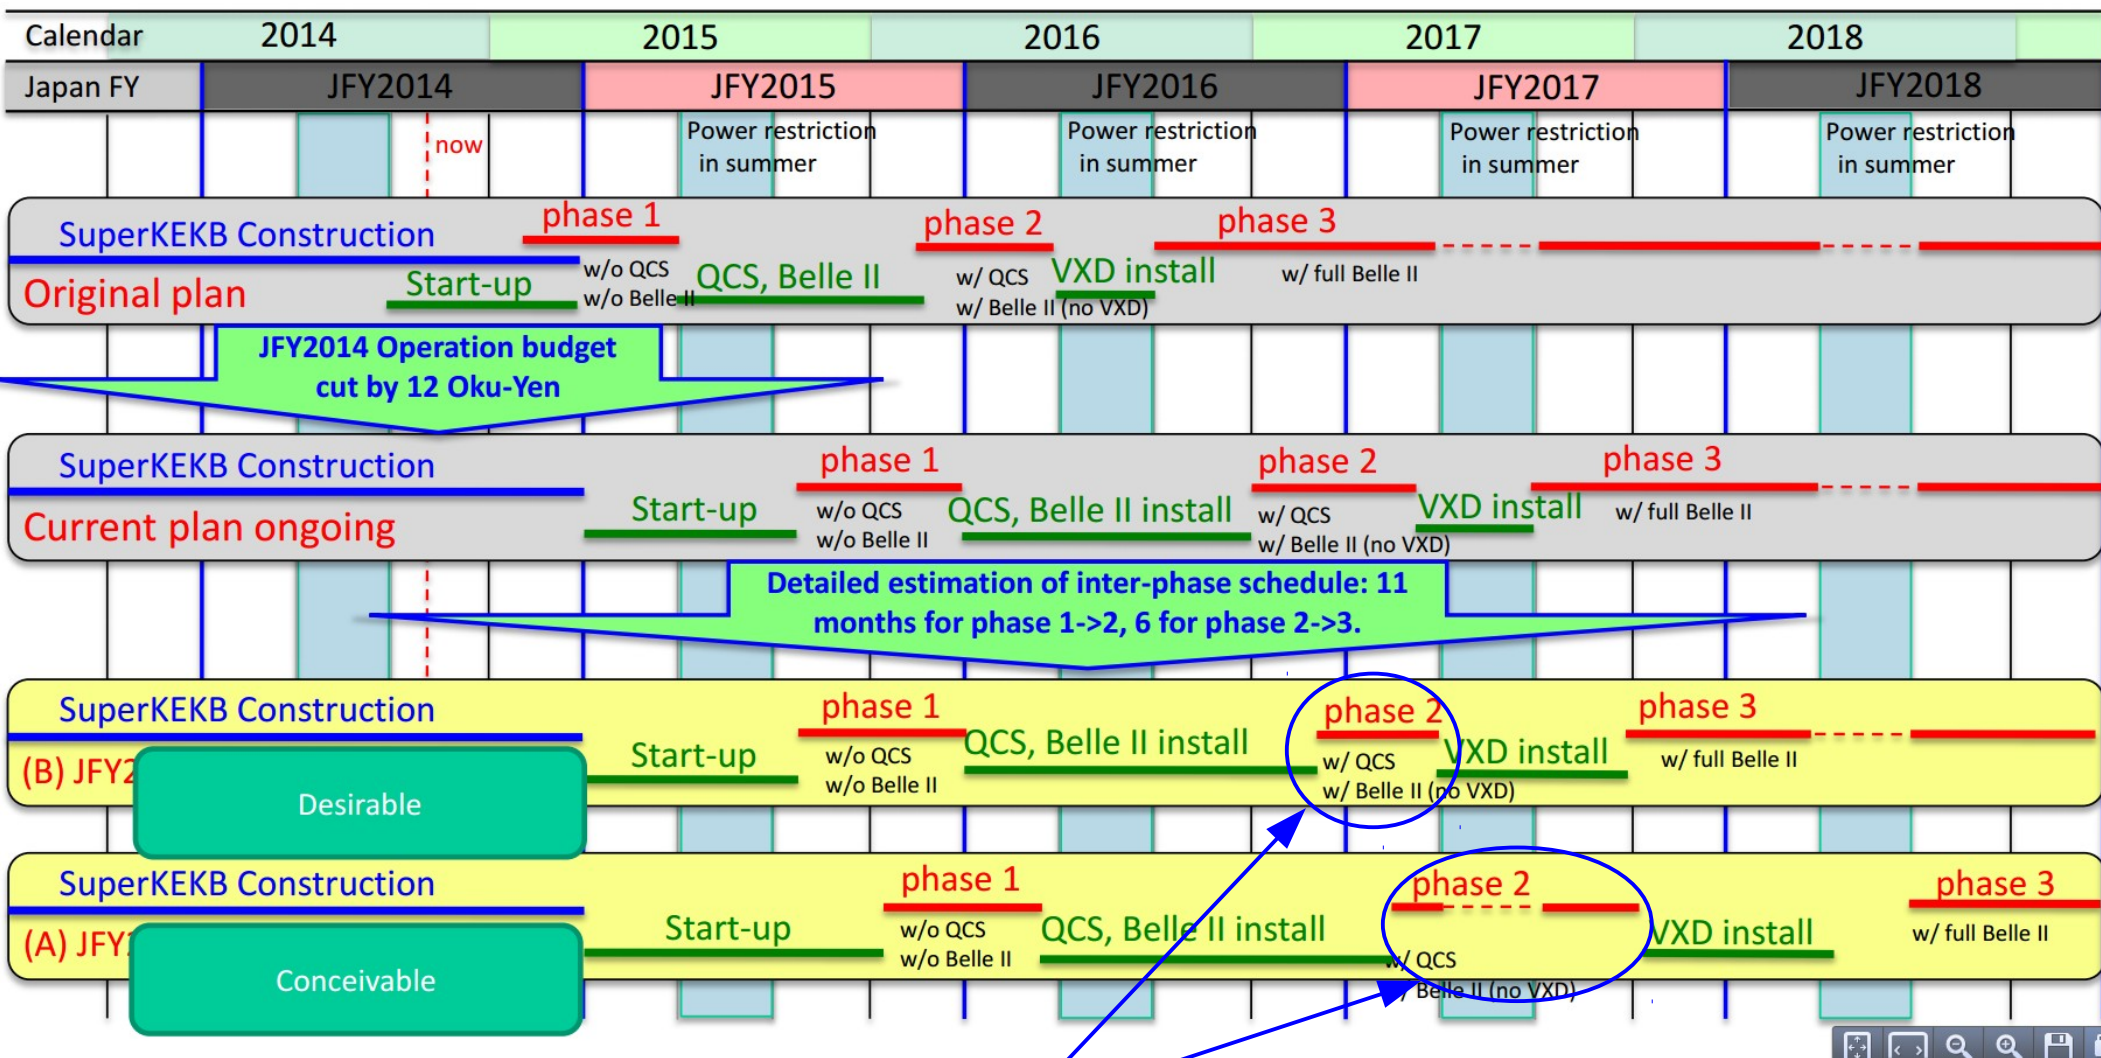 Calendar 2014 2015 2016 2017 2018
Japan FY JFY2014 JFY2015 JFY2016 JFY2017 JFY2018
now
Power restriction
in summer
Power restriction
in summer
Power restriction
in summer
Power restriction
in summer
SuperKEKB Construction
Original plan
Start-up
phase 1
w/o QCS
w/o Belle II
QCS, Belle II
phase 2
w/ QCS
w/ Belle II (no VXD)
VXD install
phase 3
w/ full Belle II
JFY2014 Operation budget
cut by 12 Oku-Yen
SuperKEKB Construction
Current plan ongoing
Start-up
phase 1
w/o QCS
w/o Belle II
QCS, Belle II install
phase 2
w/ QCS
w/ Belle II (no VXD)
VXD install
phase 3
w/ full Belle II
Detailed estimation of inter-phase schedule: 11
months for phase 1->2, 6 for phase 2->3.
SuperKEKB Construction
(B) JFY2
Desirable
Start-up
phase 1
w/o QCS
w/o Belle II
QCS, Belle II install
phase 2
w/ QCS
w/ Belle II (no VXD)
VXD install
phase 3
w/ full Belle II
SuperKEKB Construction
(A) JFY
Conceivable
Start-up
phase 1
w/o QCS
w/o Belle II
QCS, Belle II install
phase 2
w/ QCS
/ Belle II (no VXD)
VXD install
phase 3
w/ full Belle II